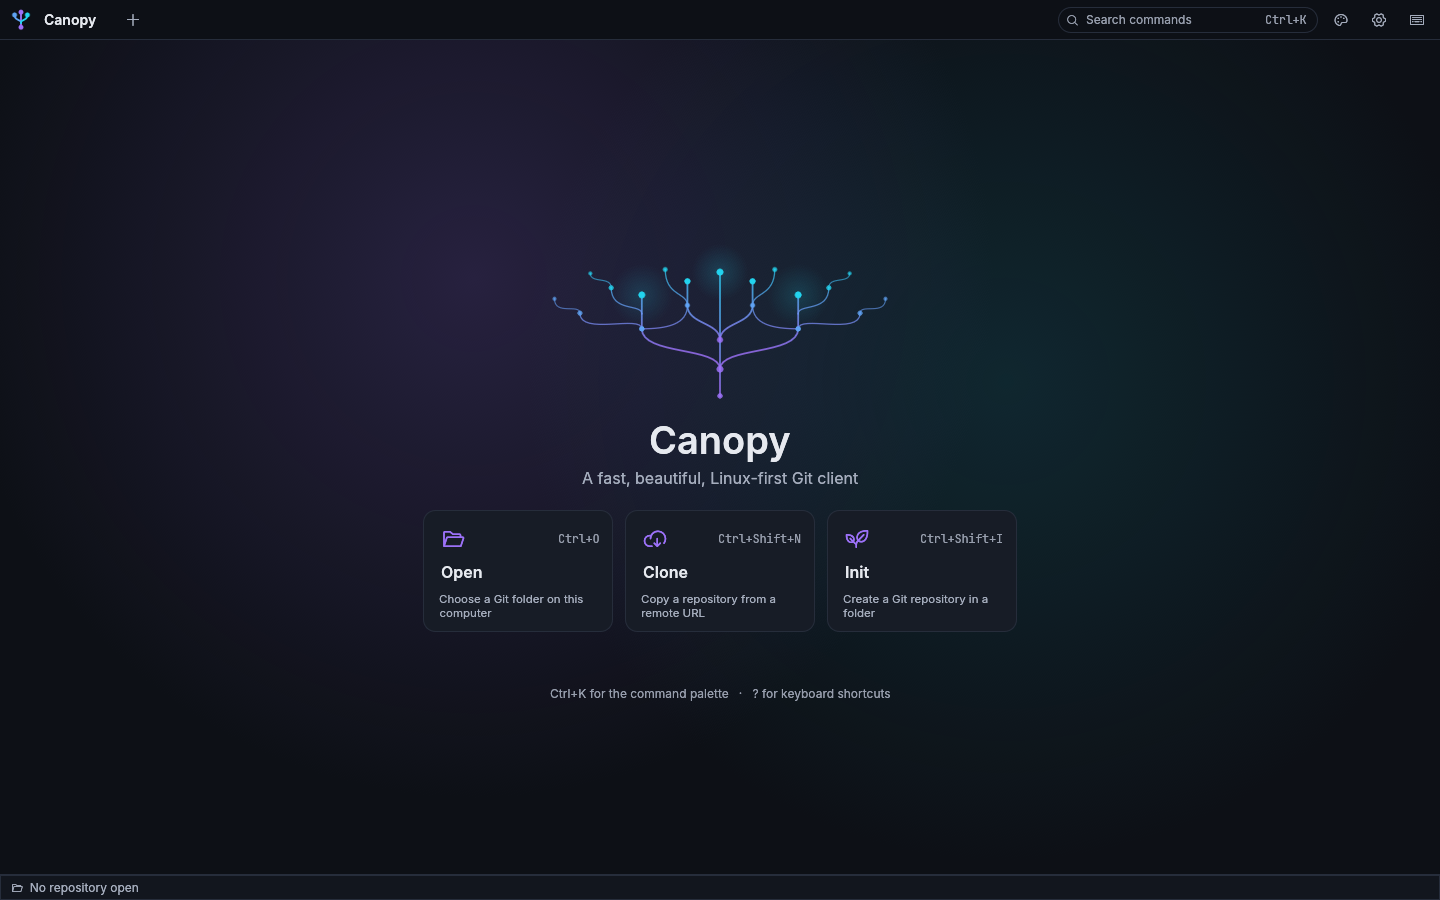 Canopy
Search commands Ctrl+K
Canopy
A fast, beautiful, Linux-first Git client
Ctrl+O
Open
Choose a Git folder on this
computer
Ctrl+Shift+N
Clone
Copy a repository from a
remote URL
Ctrl+Shift+I
Init
Create a Git repository in a
folder
Ctrl+K for the command palette · ? for keyboard shortcuts
No repository open